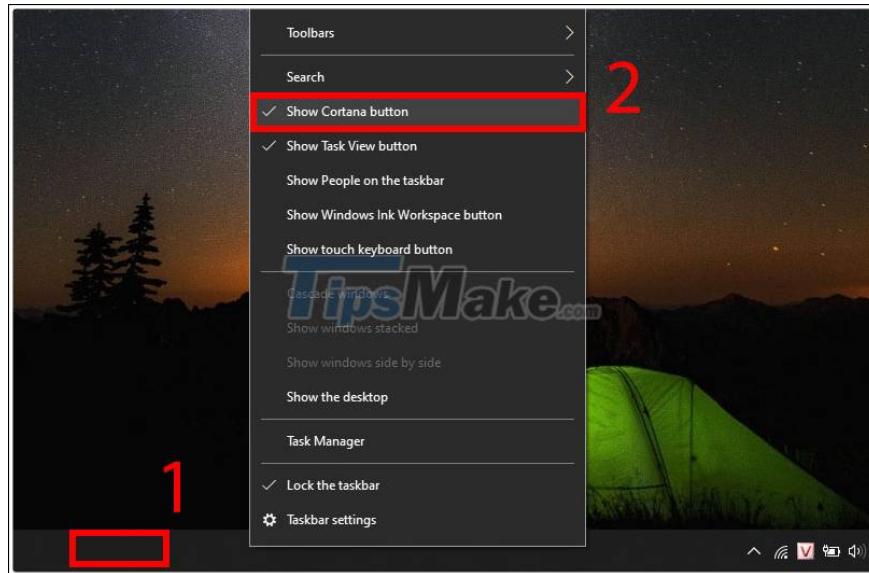 Toolbars
Search
2
Show Cortana button
Show Task View button
Show People on the taskbar
Show Windows Ink Workspace button
Show touch keyboard button
Cascade windows
TipsMake.com
Show windows stacked
Show windows side by side
Show the desktop
Task Manager
1
Lock the taskbar
Taskbar settings
V